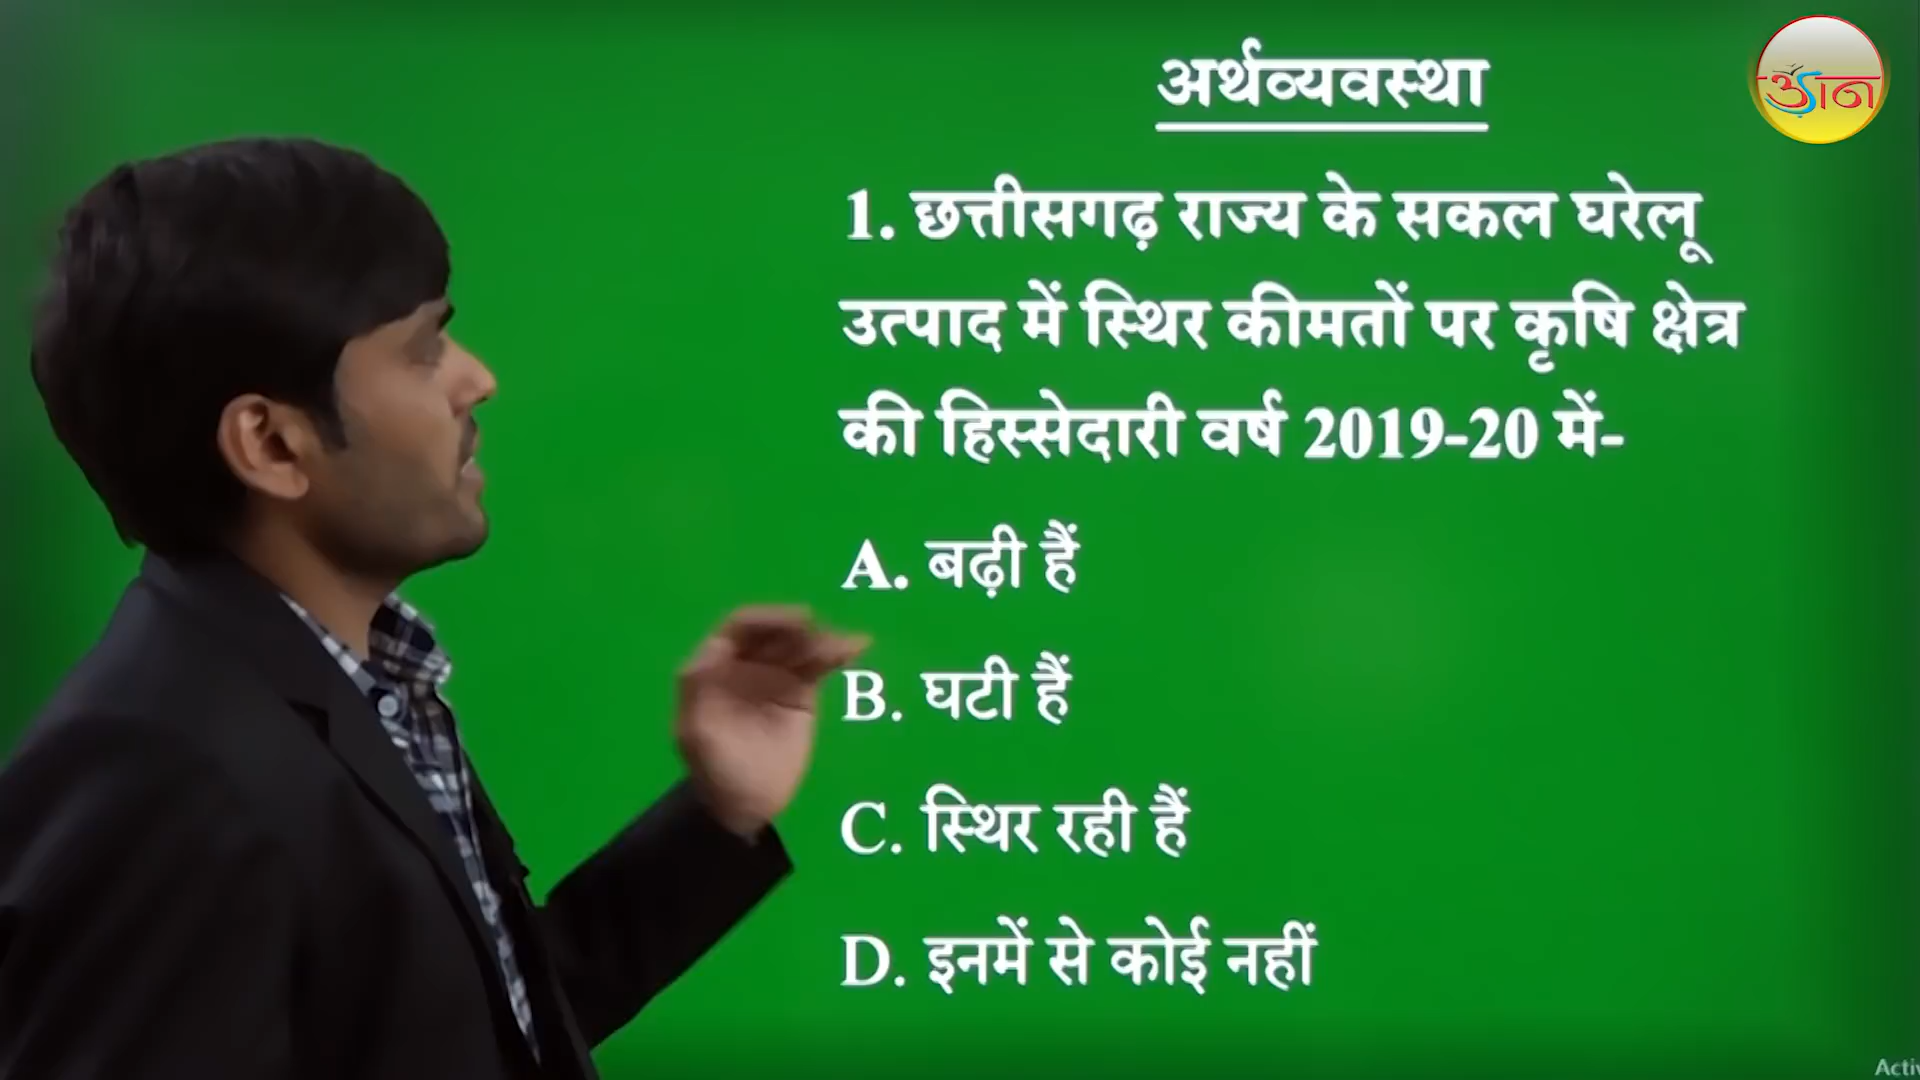 अर्थव्यवस्था
उड़ान
1. छत्तीसगढ़ राज्य के सकल घरेलू
उत्पाद में स्थिर कीमतों पर कृषि क्षेत्र
की हिस्सेदारी वर्ष 2019-20 में-
A. बढ़ी हैं
B. घटी हैं
C. स्थिर रही हैं
D. इनमें से कोई नहीं